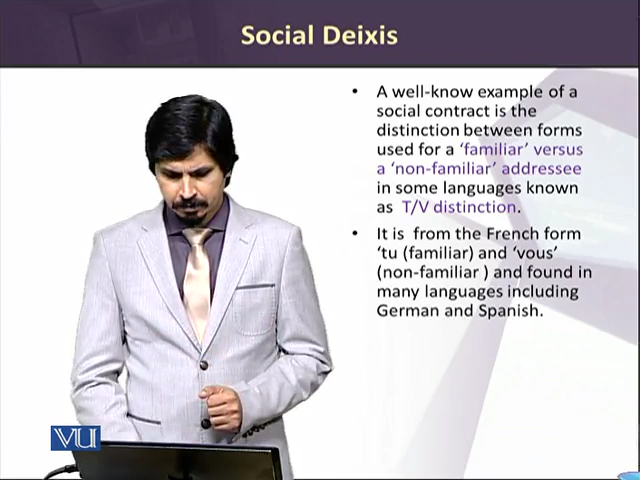 Social Deixis
• A well-know example of a
social contract is the
distinction between forms
used for a ‘familiar’ versus
a ‘non-familiar’ addressee
in some languages known
as T/V distinction.
• It is from the French form
‘tu (familiar) and ‘vous’
(non-familiar ) and found in
many languages including
German and Spanish.
VU